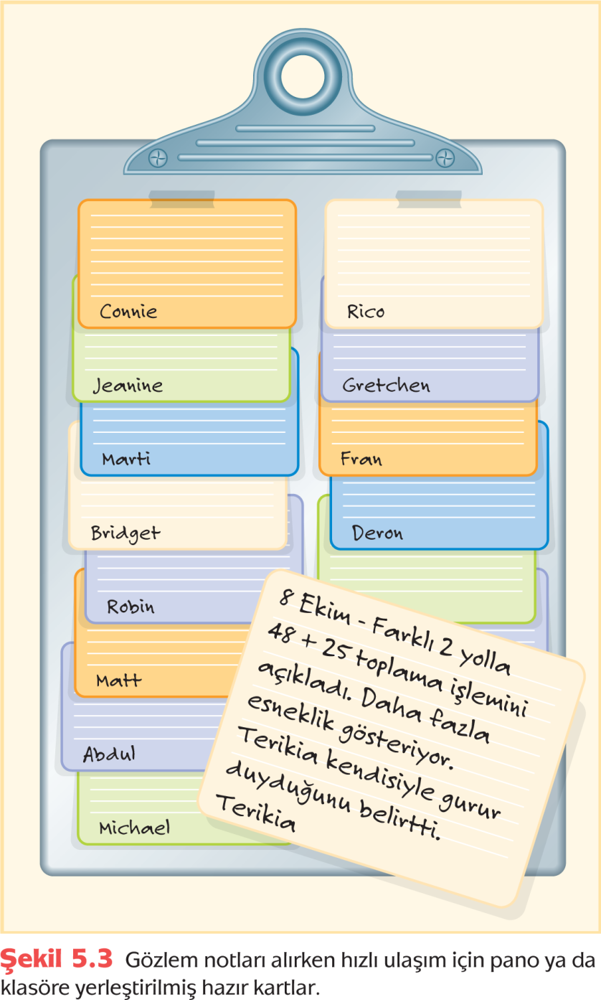 Connie
Jeanine
Marti
Bridget
Robin
Matt
Abdul
Michael
Rico
Gretchen
Fran
Deron
8 Ekim - Farklı 2 yolla
48 + 25 toplama işlemini
açıkladı. Daha fazla
esneklik gösteriyor.
Terikia kendisiyle gurur
duyduğunu belirtti.
Terikia
Şekil 5.3 Gözlem notları alırken hızlı ulaşım için pano ya da
klasöre yerleştirilmiş hazır kartlar.